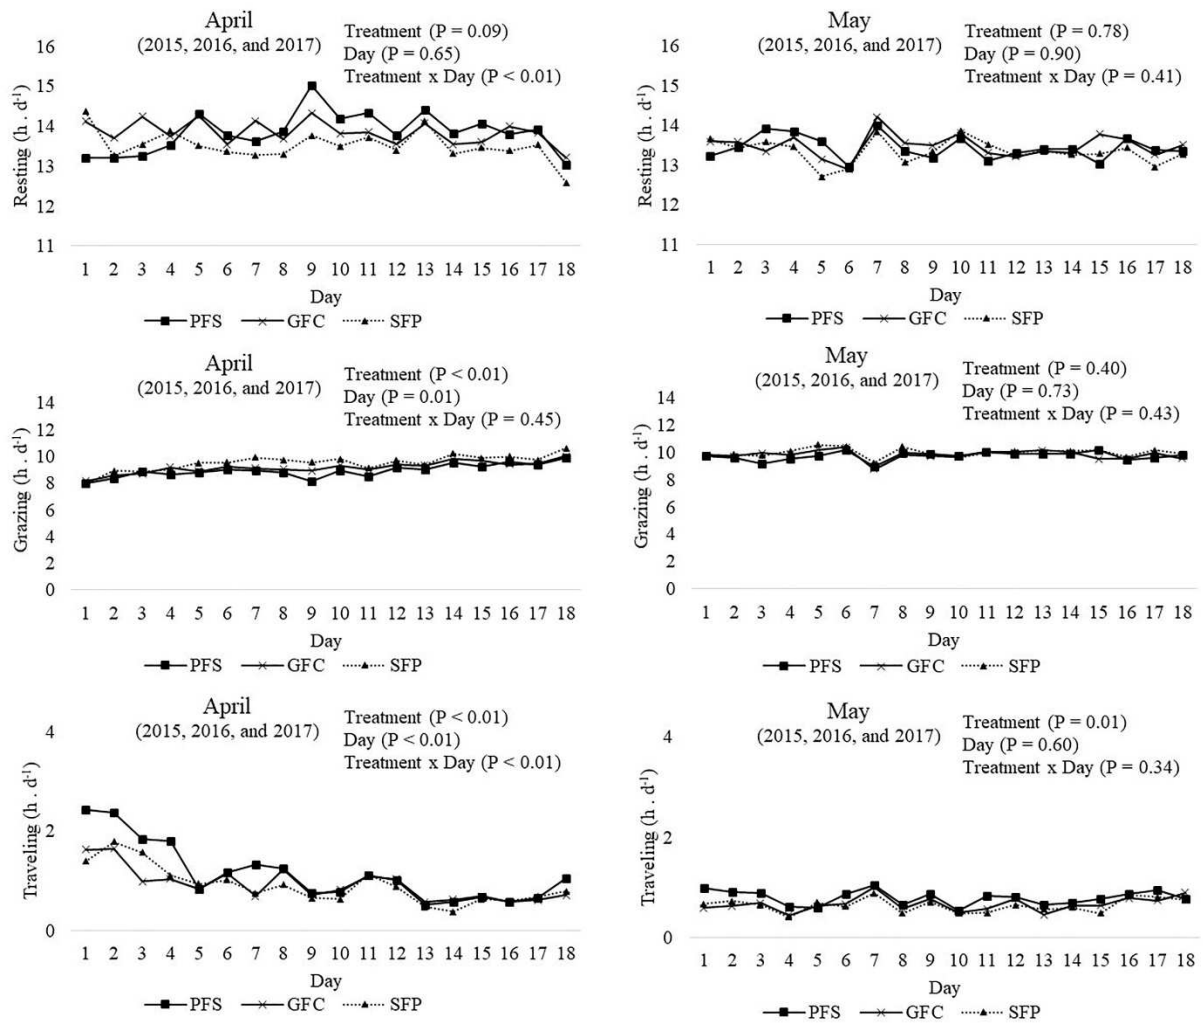 April
(2015, 2016, and 2017)
Treatment (P = 0.09)
Day (P = 0.65)
Treatment x Day (P < 0.01)
Resting (h . d⁻¹)
16
15
14
13
12
11
1 2 3 4 5 6 7 8 9 10 11 12 13 14 15 16 17 18
Day
PFS GFC SFP
May
(2015, 2016, and 2017)
Treatment (P = 0.78)
Day (P = 0.90)
Treatment x Day (P = 0.41)
Resting (h . d⁻¹)
16
15
14
13
12
11
1 2 3 4 5 6 7 8 9 10 11 12 13 14 15 16 17 18
Day
PFS GFC SFP
April
(2015, 2016, and 2017)
Treatment (P < 0.01)
Day (P = 0.01)
Treatment x Day (P = 0.45)
Grazing (h . d⁻¹)
14
12
10
8
6
4
2
0
1 2 3 4 5 6 7 8 9 10 11 12 13 14 15 16 17 18
Day
PFS GFC SFP
May
(2015, 2016, and 2017)
Treatment (P = 0.40)
Day (P = 0.73)
Treatment x Day (P = 0.43)
Grazing (h . d⁻¹)
14
12
10
8
6
4
2
0
1 2 3 4 5 6 7 8 9 10 11 12 13 14 15 16 17 18
Day
PFS GFC SFP
April
(2015, 2016, and 2017)
Treatment (P < 0.01)
Day (P < 0.01)
Treatment x Day (P < 0.01)
Traveling (h . d⁻¹)
4
2
0
1 2 3 4 5 6 7 8 9 10 11 12 13 14 15 16 17 18
Day
PFS GFC SFP
May
(2015, 2016, and 2017)
Treatment (P = 0.01)
Day (P = 0.60)
Treatment x Day (P = 0.34)
Traveling (h . d⁻¹)
4
2
0
1 2 3 4 5 6 7 8 9 10 11 12 13 14 15 16 17 18
Day
PFS GFC SFP